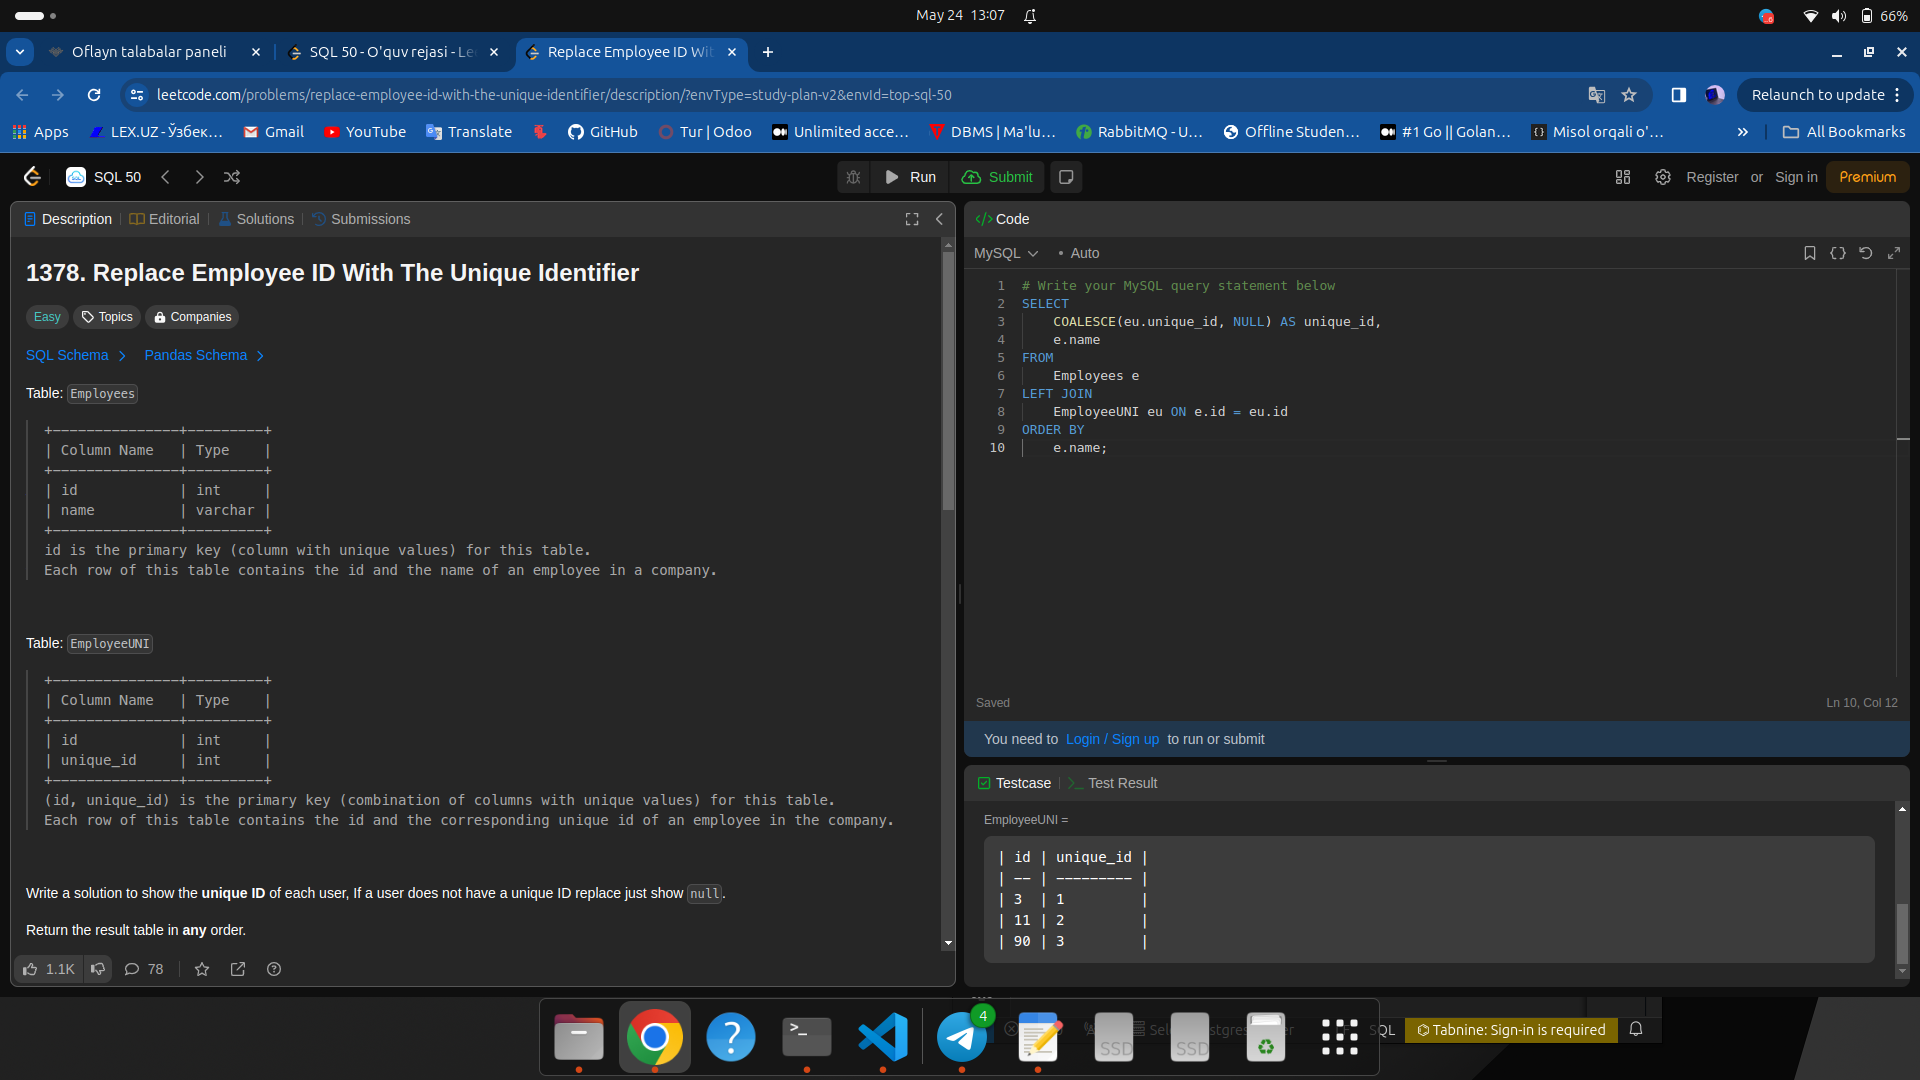 May 24 13:07
66%
Oflayn talabalar paneli
SQL 50 - O'quv rejasi - Le
Replace Employee ID Wit
leetcode.com/problems/replace-employee-id-with-the-unique-identifier/description/?envType=study-plan-v2&envId=top-sql-50
Relaunch to update
Apps
LEX.UZ - Ўзбек...
Gmail
YouTube
Translate
GitHub
Tur | Odoo
Unlimited acce...
DBMS | Ma'lu...
RabbitMQ - U...
Offline Studen...
#1 Go || Golan...
Misol orqali o'...
All Bookmarks
SQL 50
Run
Submit
Register or Sign in
Premium
Description
Editorial
Solutions
Submissions
1378. Replace Employee ID With The Unique Identifier
Easy
Topics
Companies
SQL Schema
Pandas Schema
Table: Employees
+---------------+---------+
| Column Name   | Type    |
+---------------+---------+
| id            | int     |
| name          | varchar |
+---------------+---------+
id is the primary key (column with unique values) for this table.
Each row of this table contains the id and the name of an employee in a company.
Table: EmployeeUNI
+---------------+---------+
| Column Name   | Type    |
+---------------+---------+
| id            | int     |
| unique_id     | int     |
+---------------+---------+
(id, unique_id) is the primary key (combination of columns with unique values) for this table.
Each row of this table contains the id and the corresponding unique id of an employee in the company.
Write a solution to show the unique ID of each user, If a user does not have a unique ID replace just show null.
Return the result table in any order.
1.1K
78
Code
MySQL
• Auto
1 # Write your MySQL query statement below
2 SELECT
3     COALESCE(eu.unique_id, NULL) AS unique_id,
4     e.name
5 FROM
6     Employees e
7 LEFT JOIN
8     EmployeeUNI eu ON e.id = eu.id
9 ORDER BY
10     e.name;
Saved
Ln 10, Col 12
You need to Login / Sign up to run or submit
Testcase
Test Result
EmployeeUNI =
| id | unique_id |
| -- | --------- |
| 3  | 1         |
| 11 | 2         |
| 90 | 3         |
4
SSD
SSD
SQL
Tabnine: Sign-in is required